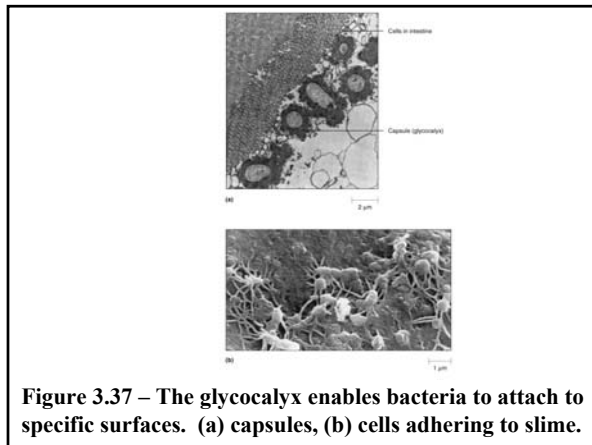 Cells in intestine
Capsule (glycocalyx)
(a)
2 µm
(b)
1 µm
Figure 3.37 – The glycocalyx enables bacteria to attach to
specific surfaces. (a) capsules, (b) cells adhering to slime.